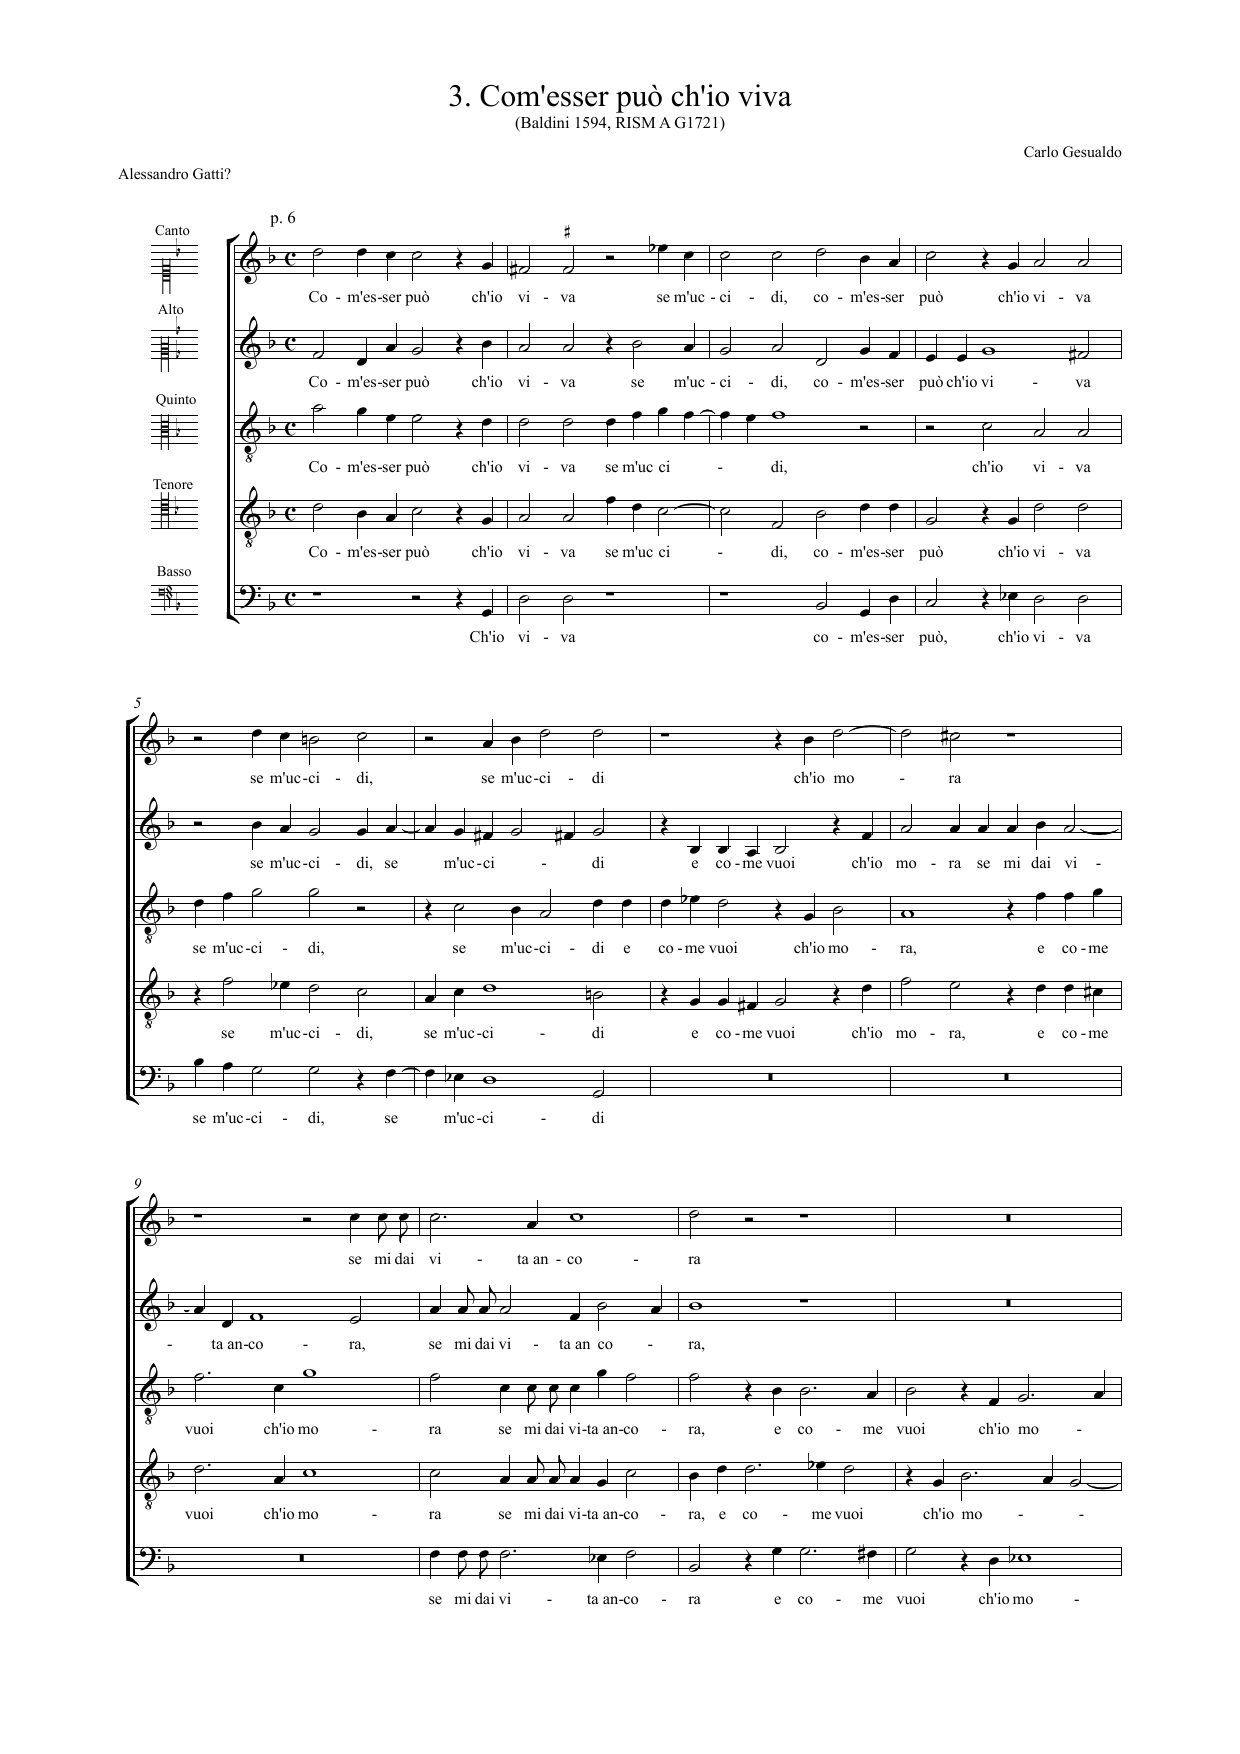 3. Com'esser può ch'io viva
(Baldini 1594, RISM A G1721)
Carlo Gesualdo
Alessandro Gatti?
p. 6
Canto
Co - m'es-ser può ch'io vi - va se m'uc - ci - di, co - m'es-ser può ch'io vi - va
Alto
Co - m'es-ser può ch'io vi - va se m'uc - ci - di, co - m'es-ser può ch'io vi - va
Quinto
Co - m'es-ser può ch'io vi - va se m'uc ci - di, ch'io vi - va
Tenore
Co - m'es-ser può ch'io vi - va se m'uc ci - di, co - m'es-ser può ch'io vi - va
Basso
Ch'io vi - va co - m'es-ser può, ch'io vi - va
5
se m'uc-ci - di, se m'uc-ci - di ch'io mo - ra
se m'uc-ci - di, se m'uc-ci - di e co-me vuoi ch'io mo - ra se mi dai vi -
se m'uc-ci - di, se m'uc-ci - di e co-me vuoi ch'io mo - ra, e co-me
se m'uc-ci - di, se m'uc-ci - di e co-me vuoi ch'io mo - ra, e co-me
se m'uc-ci - di, se m'uc-ci - di
9
se mi dai vi - ta an - co - ra
- ta an-co - ra, se mi dai vi - ta an co - ra,
vuoi ch'io mo - ra se mi dai vi-ta an-co - ra, e co - me vuoi ch'io mo -
vuoi ch'io mo - ra se mi dai vi-ta an-co - ra, e co - me vuoi ch'io mo - -
se mi dai vi - ta an-co - ra e co - me vuoi ch'io mo -